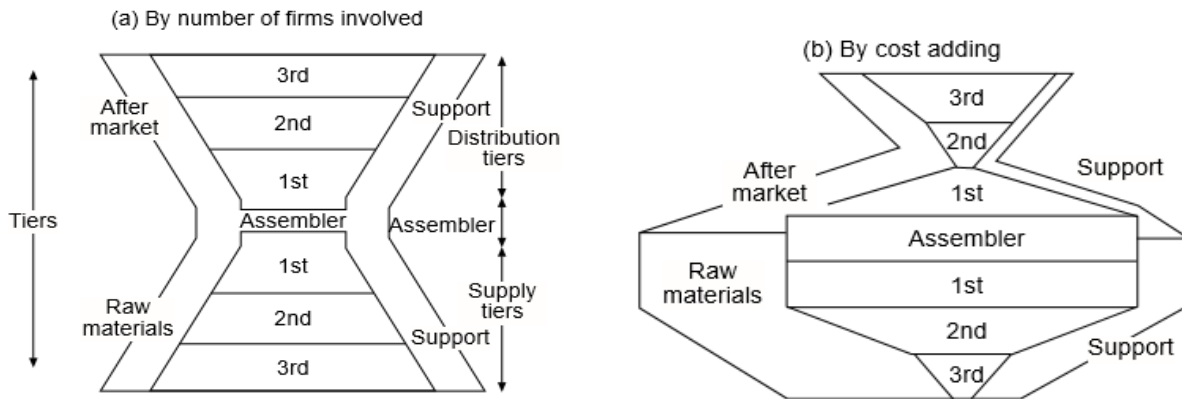 (a) By number of firms involved
3rd
After
market
Support
2nd
Distribution
tiers
1st
Tiers
Assembler
Assembler
1st
Raw
materials
Supply
tiers
2nd
Support
3rd
(b) By cost adding
3rd
2nd
After
market
Support
1st
Assembler
Raw
materials
1st
2nd
Support
3rd